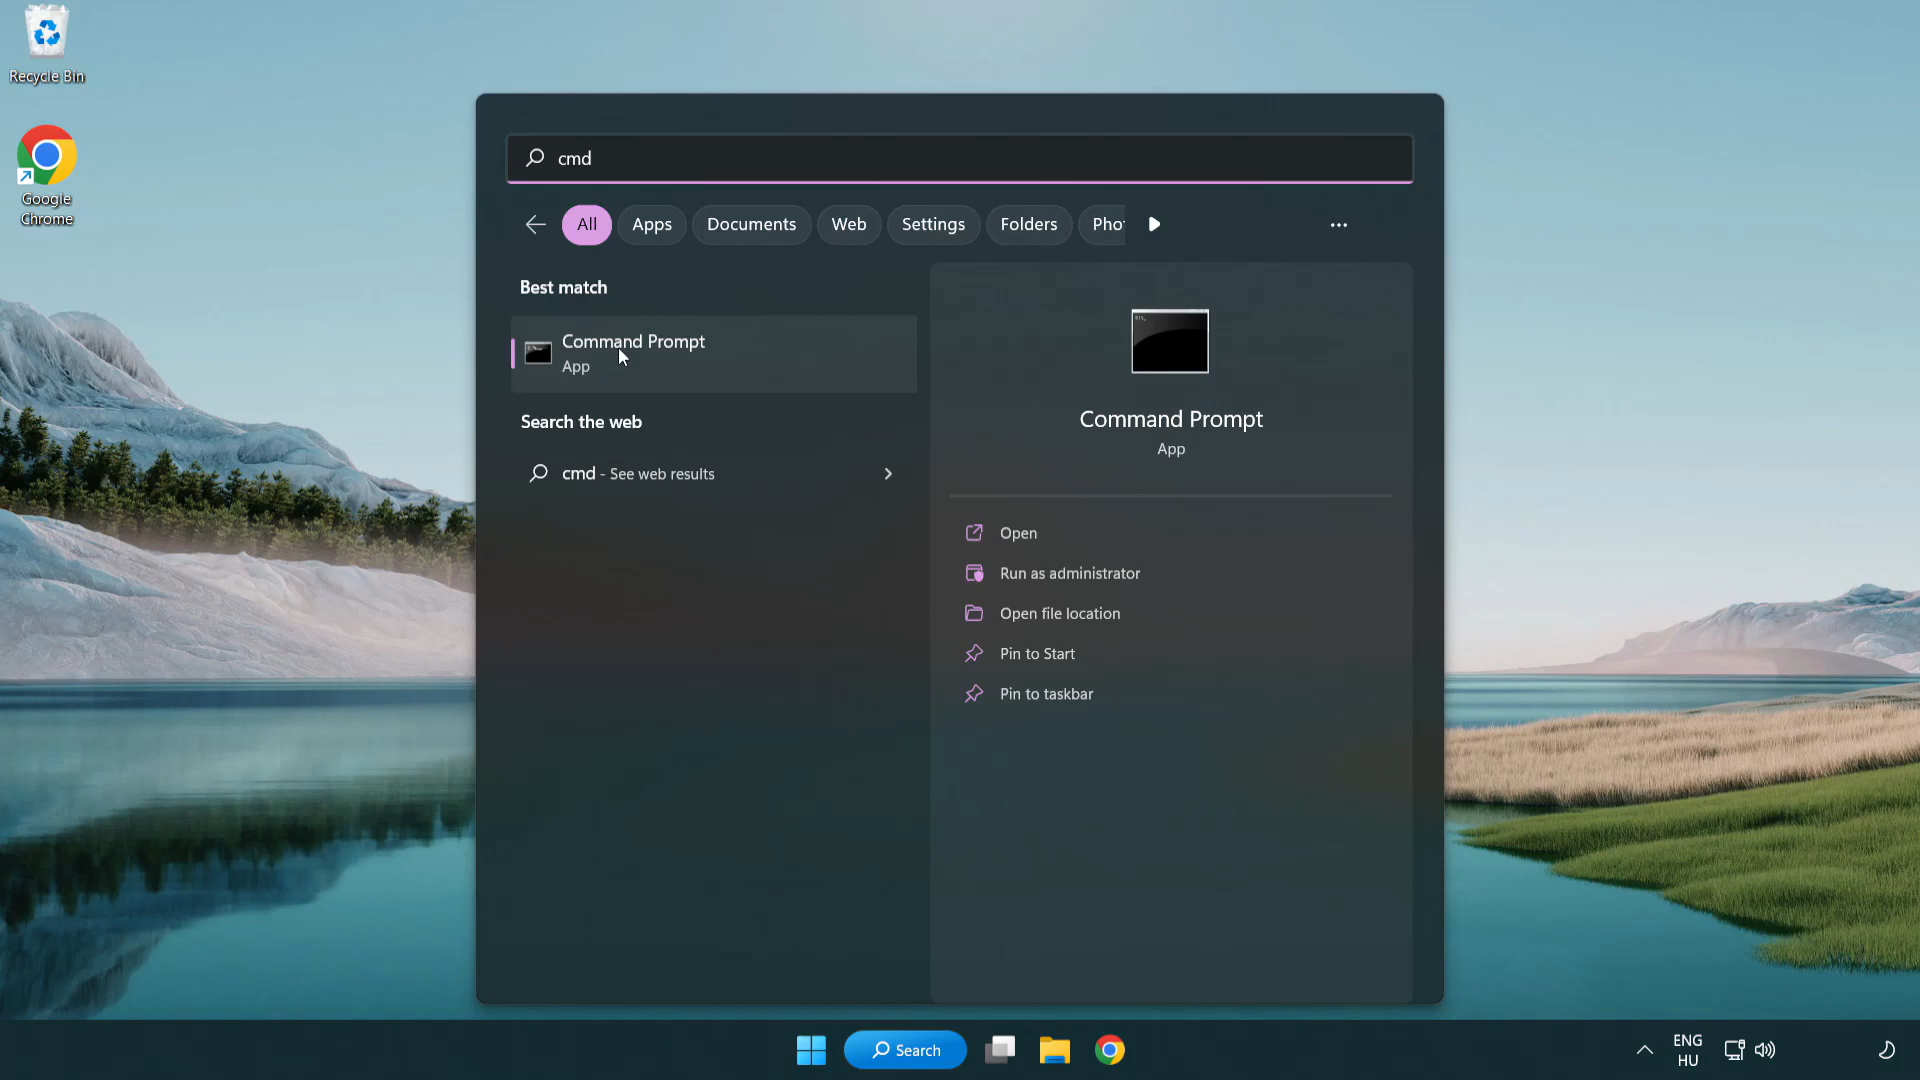 Recycle Bin
Google
Chrome
cmd
All
Apps
Documents
Web
Settings
Folders
Pho
Best match
Command Prompt
App
Search the web
cmd - See web results
Command Prompt
App
Open
Run as administrator
Open file location
Pin to Start
Pin to taskbar
Search
ENG
HU